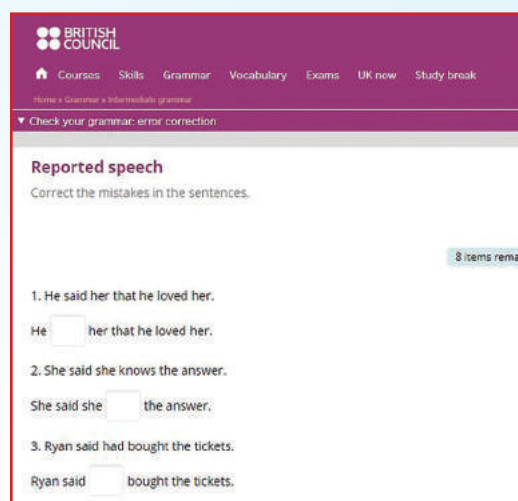 BRITISH
COUNCIL
Courses Skills Grammar Vocabulary Exams UK now Study break
Home » Grammar » Intermediate grammar
Check your grammar: error correction
Reported speech
Correct the mistakes in the sentences.
8 items rema
1. He said her that he loved her.
He her that he loved her.
2. She said she knows the answer.
She said she the answer.
3. Ryan said had bought the tickets.
Ryan said bought the tickets.